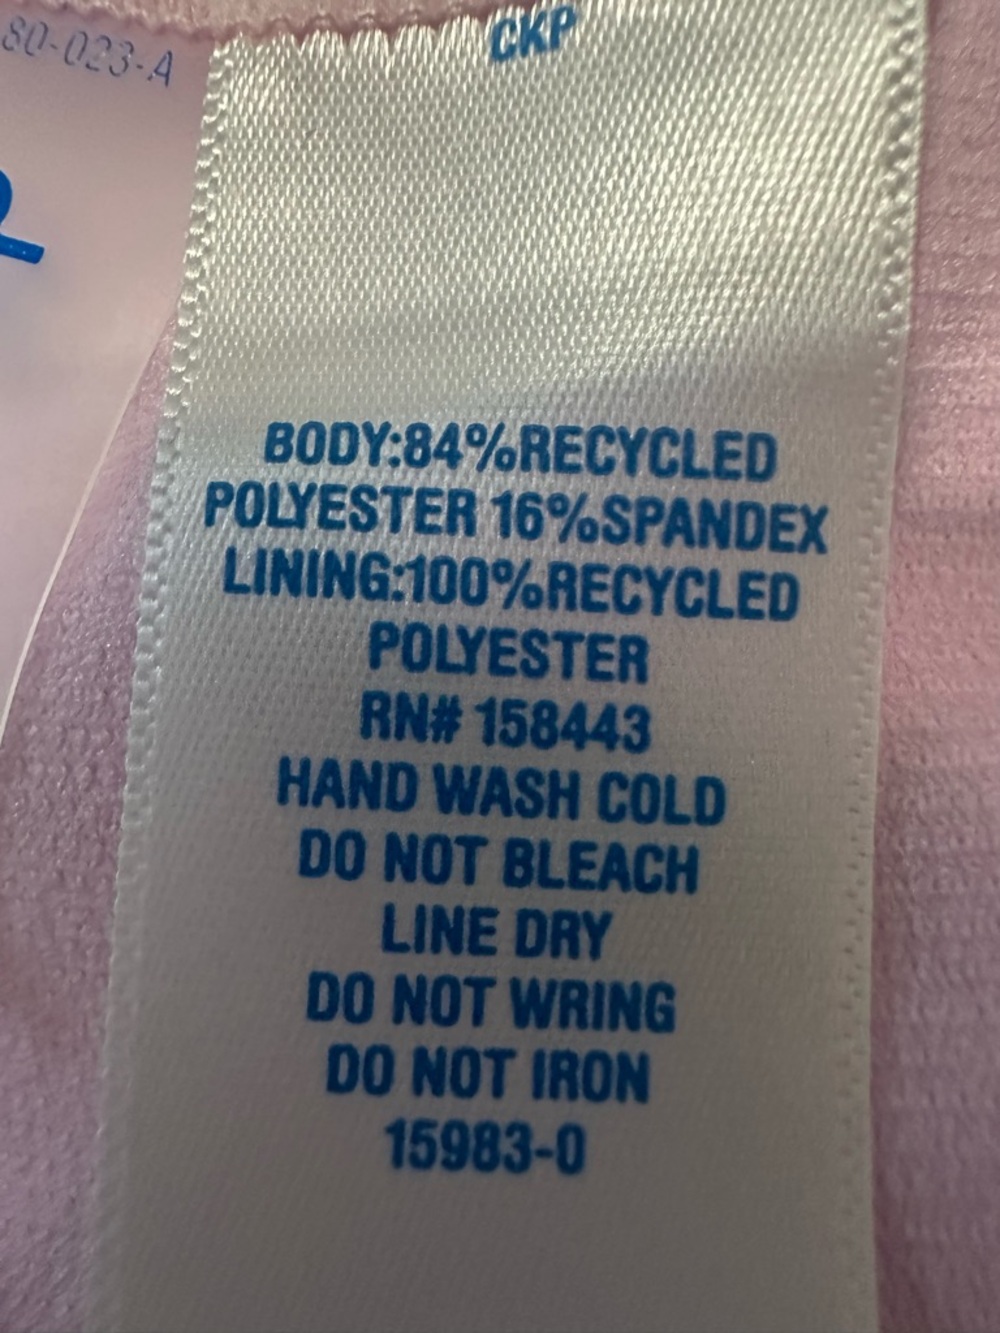 80-023-A
CKP
BODY:84%RECYCLED
POLYESTER 16%SPANDEX
LINING:100%RECYCLED
POLYESTER
RN# 158443
HAND WASH COLD
DO NOT BLEACH
LINE DRY
DO NOT WRING
DO NOT IRON
15983-0